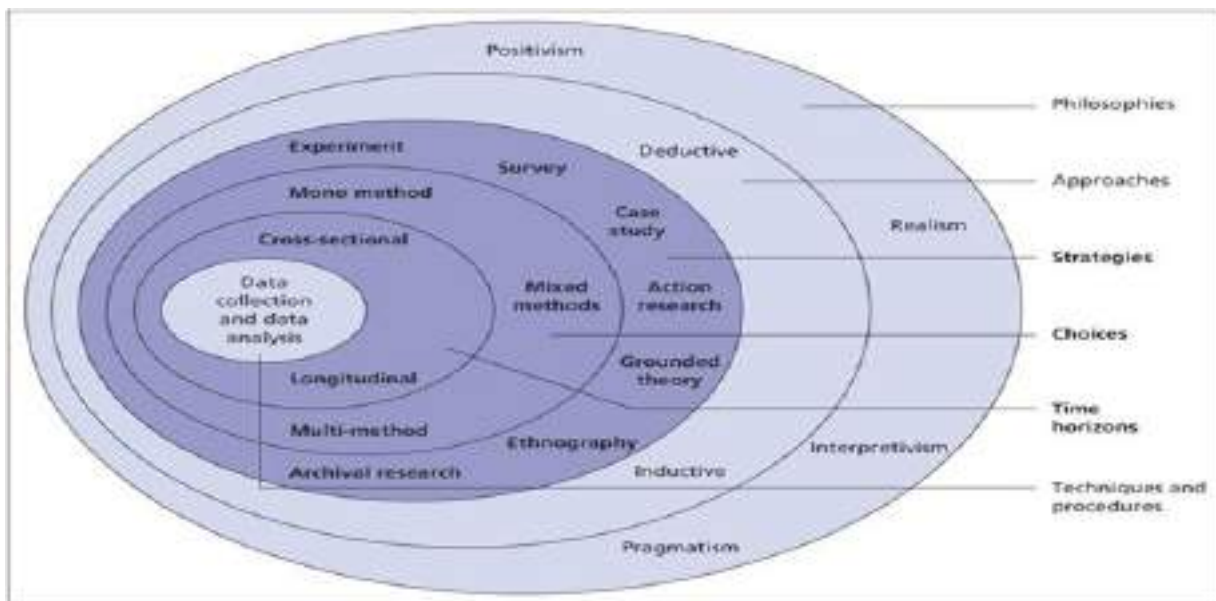 Positivism
Philosophies
Experiment
Survey
Deductive
Mono method
Approaches
Case
study
Realism
Cross-sectional
Strategies
Data
collection
and data
analysis
Mixed
methods
Action
research
Choices
Longitudinal
Grounded
theory
Time
horizons
Multi-method
Ethnography
Interpretivism
Archival research
Inductive
Techniques and
procedures
Pragmatism